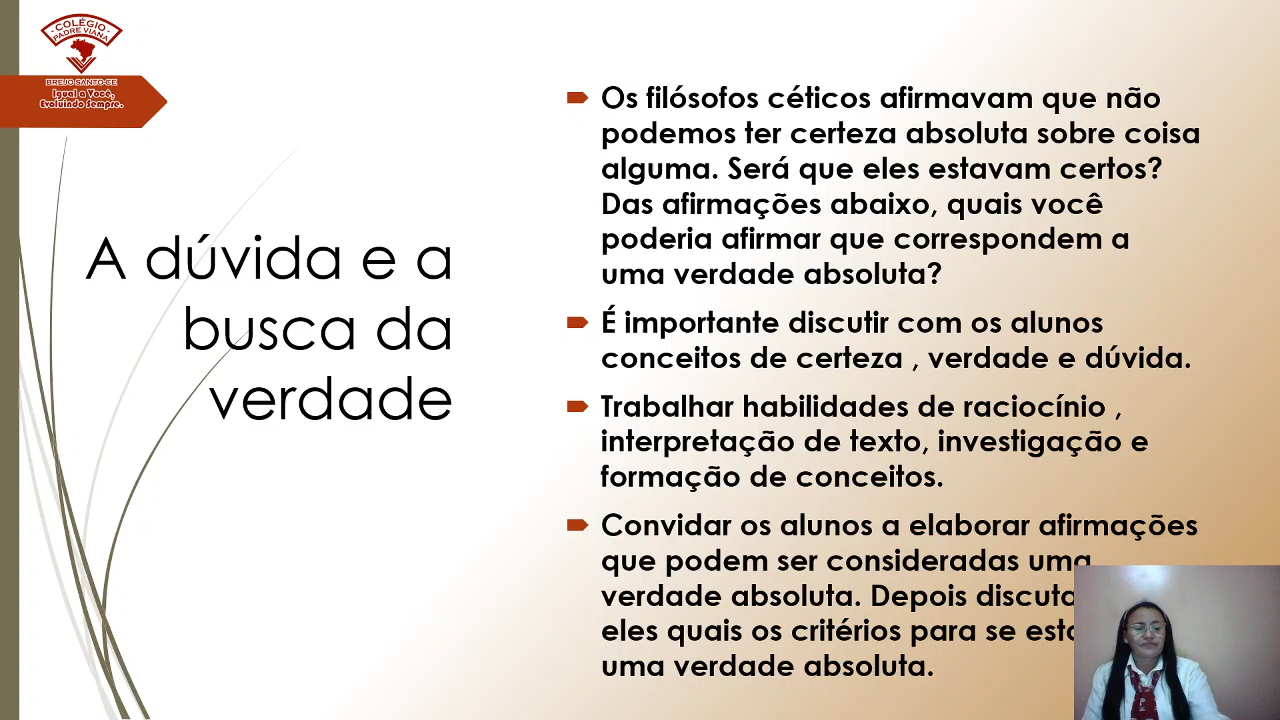 COLÉGIO
PADRE VIANA
BREJO SANTO-CE
Igual a Você,
Evoluindo Sempre.
A dúvida e a
busca da
verdade
Os filósofos céticos afirmavam que não
podemos ter certeza absoluta sobre coisa
alguma. Será que eles estavam certos?
Das afirmações abaixo, quais você
poderia afirmar que correspondem a
uma verdade absoluta?
É importante discutir com os alunos
conceitos de certeza , verdade e dúvida.
Trabalhar habilidades de raciocínio ,
interpretação de texto, investigação e
formação de conceitos.
Convidar os alunos a elaborar afirmações
que podem ser consideradas uma
verdade absoluta. Depois discuta
eles quais os critérios para se
uma verdade absoluta.